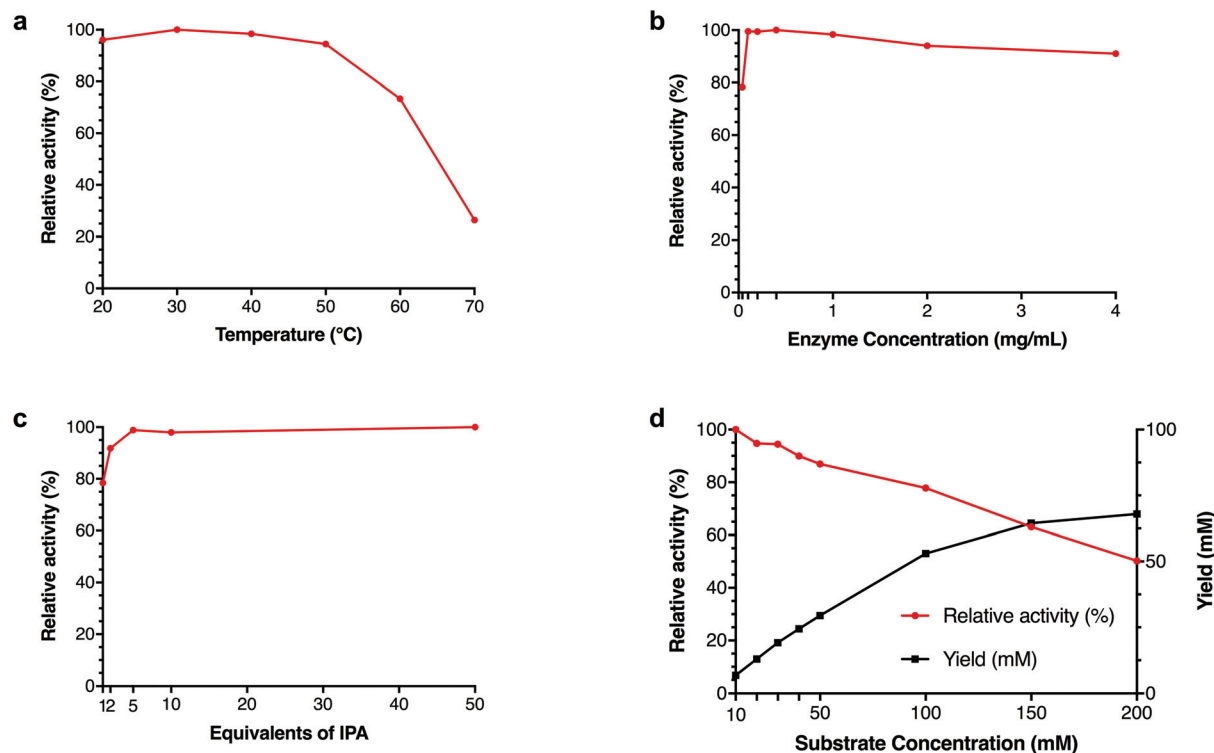 a
Relative activity (%)
100
80
60
40
20
0
20 30 40 50 60 70
Temperature (°C)
b
Relative activity (%)
100
80
60
40
20
0
0 1 2 3 4
Enzyme Concentration (mg/mL)
c
Relative activity (%)
100
80
60
40
20
0
1 2 5 10 20 30 40 50
Equivalents of IPA
d
Relative activity (%)
100
80
60
40
20
0
10 50 100 150 200
Substrate Concentration (mM)
100
50
0
Yield (mM)
Relative activity (%)
Yield (mM)